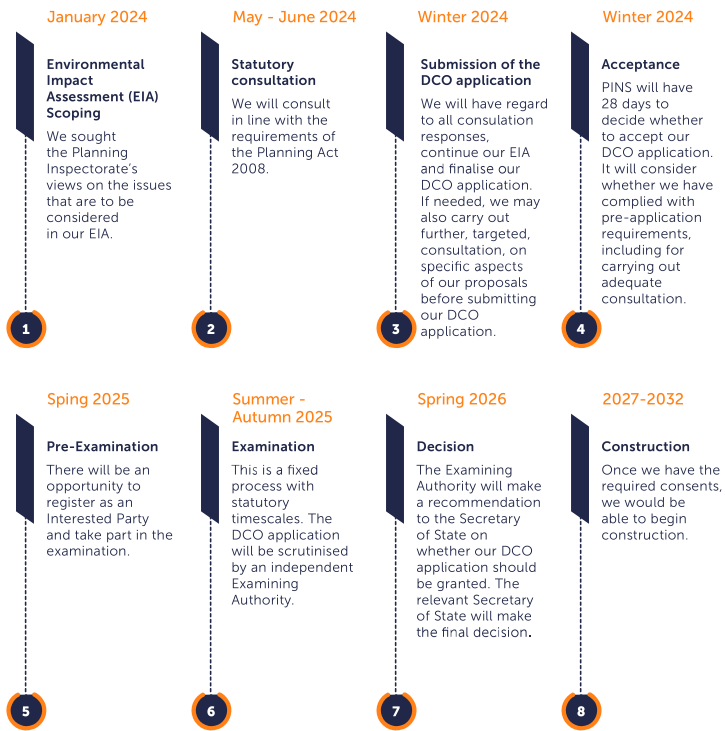 January 2024
Environmental
Impact
Assessment (EIA)
Scoping
We sought
the Planning
Inspectorate's
views on the issues
that are to be
considered
in our EIA.
1
May - June 2024
Statutory
consultation
We will consult
in line with the
requirements of
the Planning Act
2008.
2
Winter 2024
Submission of the
DCO application
We will have regard
to all consulation
responses,
continue our EIA
and finalise our
DCO application.
If needed, we may
also carry out
further, targeted,
consultation, on
specific aspects
of our proposals
before submitting
our DCO
application.
3
Winter 2024
Acceptance
PINS will have
28 days to
decide whether
to accept our
DCO application.
It will consider
whether we have
complied with
pre-application
requirements,
including for
carrying out
adequate
consultation.
4
Sping 2025
Pre-Examination
There will be an
opportunity to
register as an
Interested Party
and take part in the
examination.
5
Summer -
Autumn 2025
Examination
This is a fixed
process with
statutory
timescales. The
DCO application
will be scrutinised
by an independent
Examining
Authority.
6
Spring 2026
Decision
The Examining
Authority will make
a recommendation
to the Secretary
of State on
whether our DCO
application should
be granted. The
relevant Secretary
of State will make
the final decision.
7
2027-2032
Construction
Once we have the
required consents,
we would be
able to begin
construction.
8